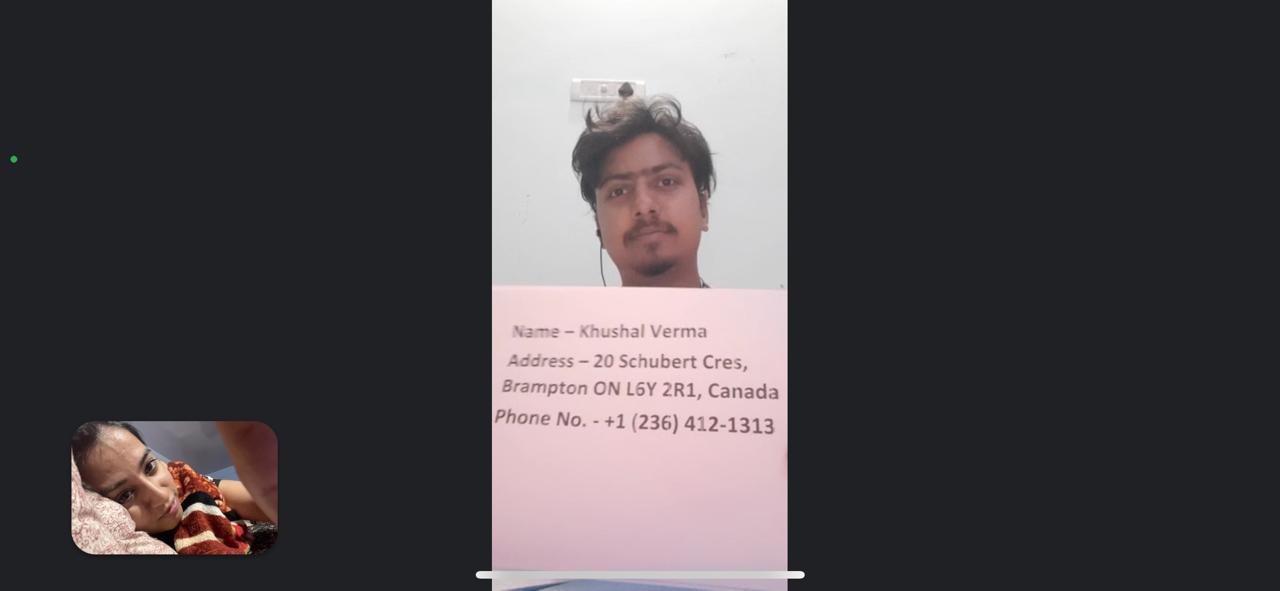 Name – Khushal Verma
Address – 20 Schubert Cres,
Brampton ON L6Y 2R1, Canada
Phone No. - +1 (236) 412-1313